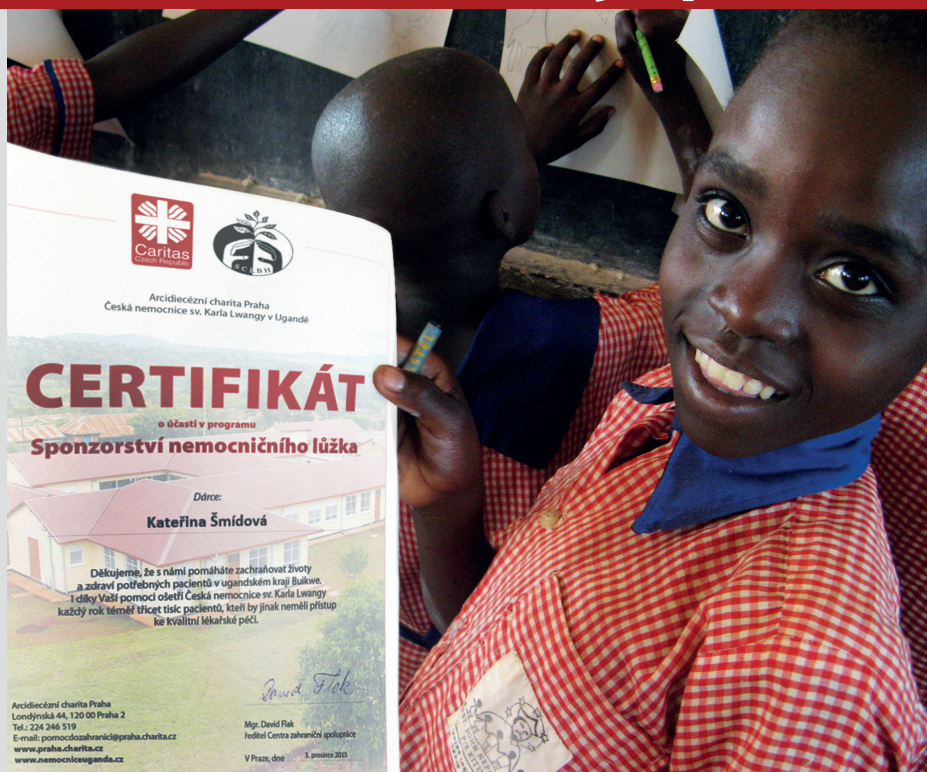 Caritas
Czech Republic
SCLBH
Arcidiecézní charita Praha
Česká nemocnice sv. Karla Lwangy v Ugandě
CERTIFIKÁT
o účasti v programu
Sponzorství nemocničního lůžka
Dárce:
Kateřina Šmídová
Děkujeme, že s námi pomáháte zachraňovat životy
a zdraví potřebných pacientů v ugandském kraji Buikwe.
I díky Vaší pomoci ošetří Česká nemocnice sv. Karla Lwangy
každý rok téměř třicet tisíc pacientů, kteří by jinak neměli přístup
ke kvalitní lékařské péči.
David Flek
Arcidiecézní charita Praha
Londýnská 44, 120 00 Praha 2
Tel.: 224 246 519
E-mail: pomocdozahranici@praha.charita.cz
www.praha.charita.cz
www.nemocniceuganda.cz
Mgr. David Flak
ředitel Centra zahraniční spolupráce
V Praze, dne 3. prosince 2015